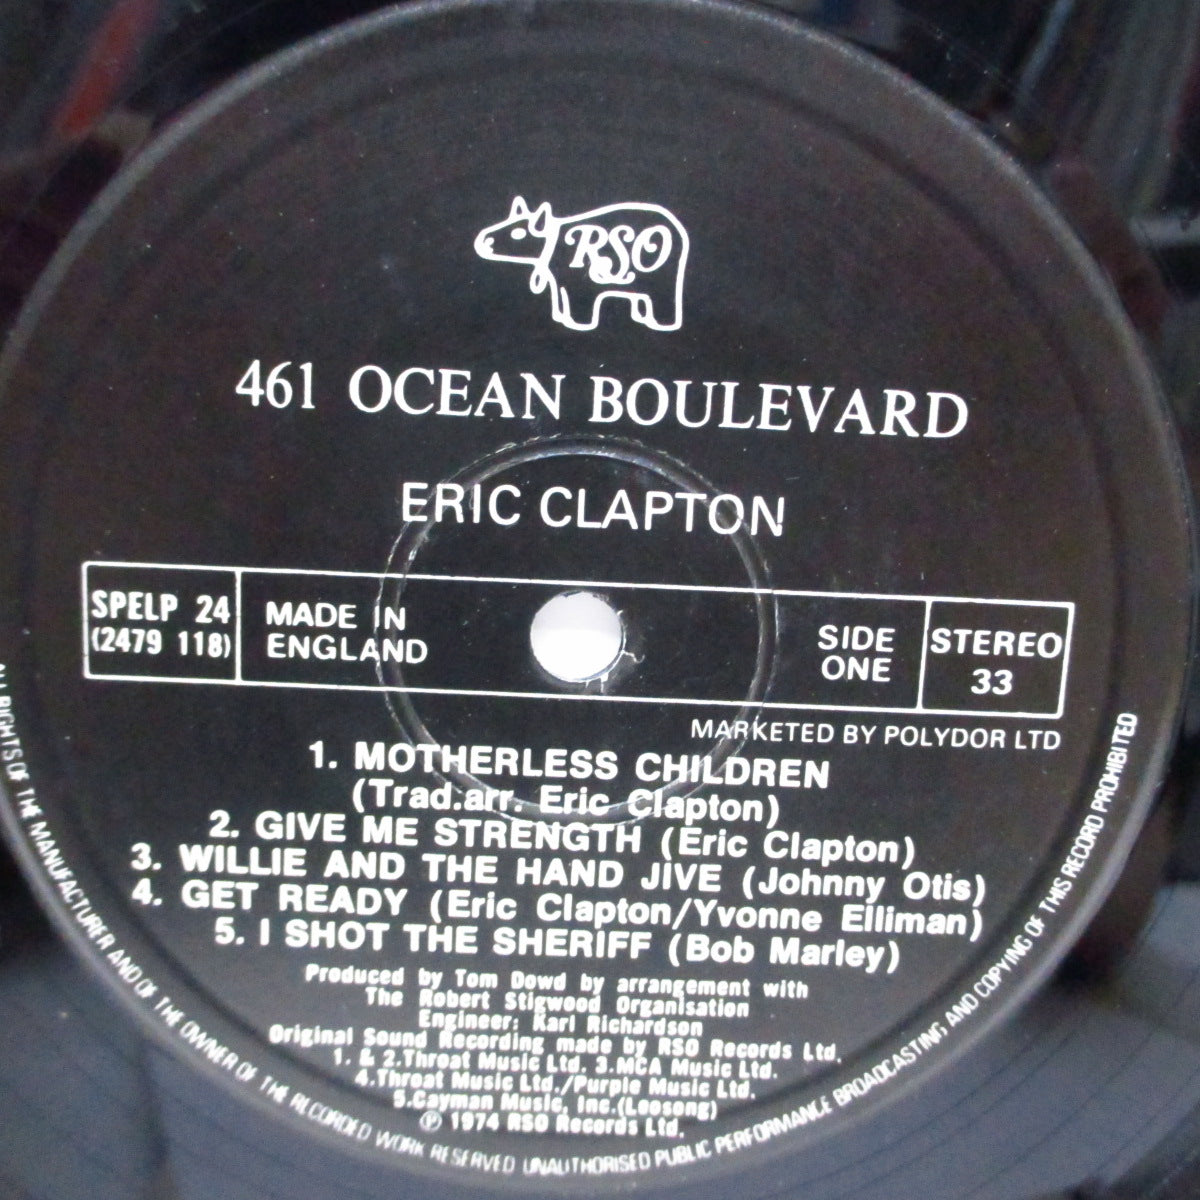 RSO
461 OCEAN BOULEVARD
ERIC CLAPTON
SPELP 24
(2479 118)
MADE IN
ENGLAND
SIDE
ONE
STEREO
33
MARKETED BY POLYDOR LTD
1. MOTHERLESS CHILDREN
(Trad.arr. Eric Clapton)
2. GIVE ME STRENGTH (Eric Clapton)
3. WILLIE AND THE HAND JIVE (Johnny Otis)
4. GET READY (Eric Clapton/Yvonne Elliman)
5. I SHOT THE SHERIFF (Bob Marley)
Produced by Tom Dowd by arrangement with
The Robert Stigwood Organisation
Engineer: Karl Richardson
Original Sound Recording made by RSO Records Ltd.
1. & 2.Throat Music Ltd. 3.MCA Music Ltd.
4.Throat Music Ltd./Purple Music Ltd.
5.Cayman Music, Inc.(Leosong)
℗ 1974 RSO Records Ltd.
ALL RIGHTS OF THE MANUFACTURER AND OF THE OWNER OF THE RECORDED WORK RESERVED UNAUTHORISED PUBLIC PERFORMANCE BROADCASTING AND COPYING OF THIS RECORD PROHIBITED